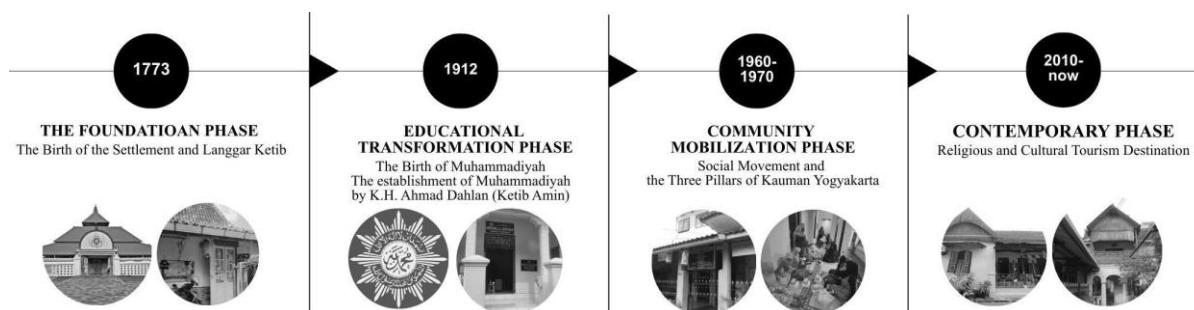 1773
THE FOUNDATIOAN PHASE
The Birth of the Settlement and Langgar Ketib
1912
EDUCATIONAL
TRANSFORMATION PHASE
The Birth of Muhammadiyah
The establishment of Muhammadiyah
by K.H. Ahmad Dahlan (Ketib Amin)
1960-
1970
COMMUNITY
MOBILIZATION PHASE
Social Movement and
the Three Pillars of Kauman Yogyakarta
2010-
now
CONTEMPORARY PHASE
Religious and Cultural Tourism Destination